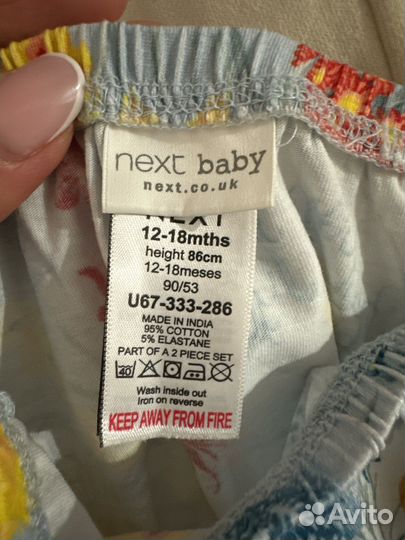 next baby
next.co.uk
NEXT
12-18mths
height 86cm
12-18meses
90/53
U67-333-286
MADE IN INDIA
95% COTTON
5% ELASTANE
PART OF A 2 PIECE SET
40
Wash inside out
Iron on reverse
KEEP AWAY FROM FIRE
Avito